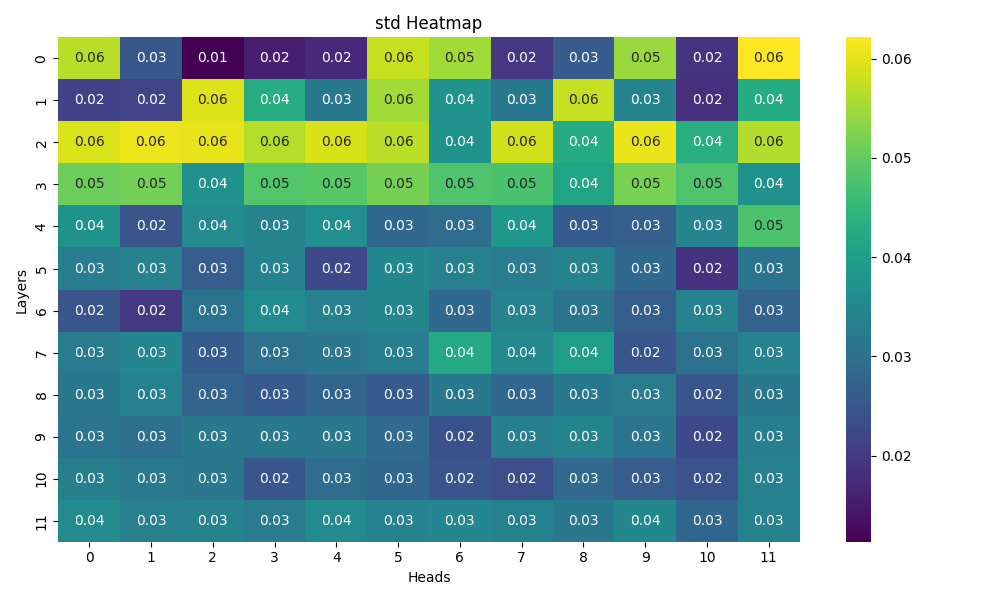 std Heatmap
0 0.06 0.03 0.01 0.02 0.02 0.06 0.05 0.02 0.03 0.05 0.02 0.06
1 0.02 0.02 0.06 0.04 0.03 0.06 0.04 0.03 0.06 0.03 0.02 0.04
2 0.06 0.06 0.06 0.06 0.06 0.06 0.04 0.06 0.04 0.06 0.04 0.06
3 0.05 0.05 0.04 0.05 0.05 0.05 0.05 0.05 0.04 0.05 0.05 0.04
4 0.04 0.02 0.04 0.03 0.04 0.03 0.03 0.04 0.03 0.03 0.03 0.05
5 0.03 0.03 0.03 0.03 0.02 0.03 0.03 0.03 0.03 0.03 0.02 0.03
6 0.02 0.02 0.03 0.04 0.03 0.03 0.03 0.03 0.03 0.03 0.03 0.03
7 0.03 0.03 0.03 0.03 0.03 0.03 0.04 0.04 0.04 0.02 0.03 0.03
8 0.03 0.03 0.03 0.03 0.03 0.03 0.03 0.03 0.03 0.03 0.02 0.03
9 0.03 0.03 0.03 0.03 0.03 0.03 0.02 0.03 0.03 0.03 0.02 0.03
10 0.03 0.03 0.03 0.02 0.03 0.03 0.02 0.02 0.03 0.03 0.02 0.03
11 0.04 0.03 0.03 0.03 0.04 0.03 0.03 0.03 0.03 0.04 0.03 0.03
0 1 2 3 4 5 6 7 8 9 10 11
Heads
Layers
0.06
0.05
0.04
0.03
0.02